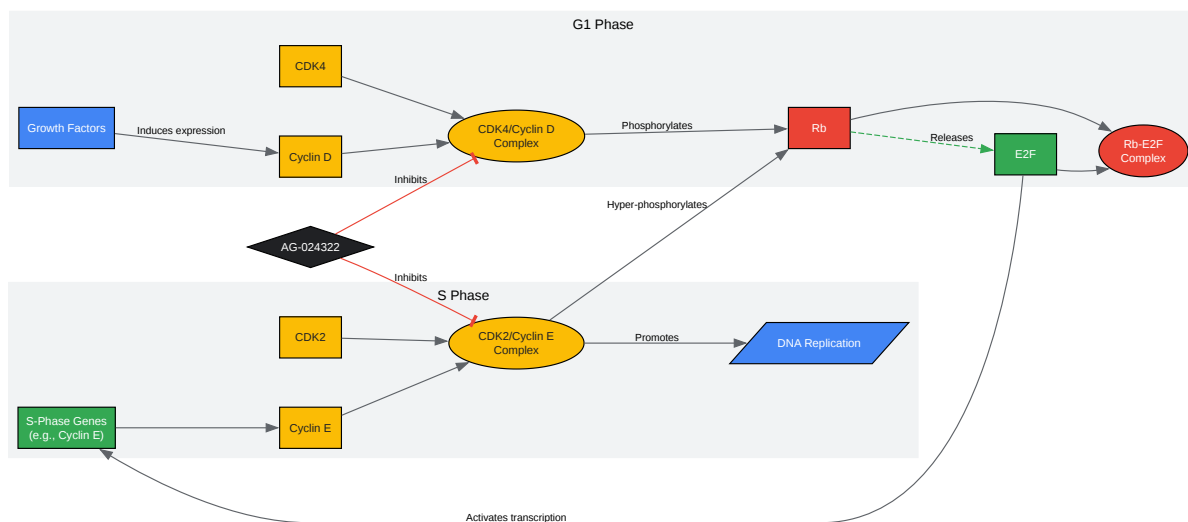 G1 Phase
CDK4
Growth Factors
Induces expression
Cyclin D
CDK4/Cyclin D
Complex
Phosphorylates
Rb
Releases
E2F
Rb-E2F
Complex
Inhibits
Hyper-phosphorylates
AG-024322
Inhibits
S Phase
CDK2
CDK2/Cyclin E
Complex
Promotes
DNA Replication
S-Phase Genes
(e.g., Cyclin E)
Cyclin E
Activates transcription